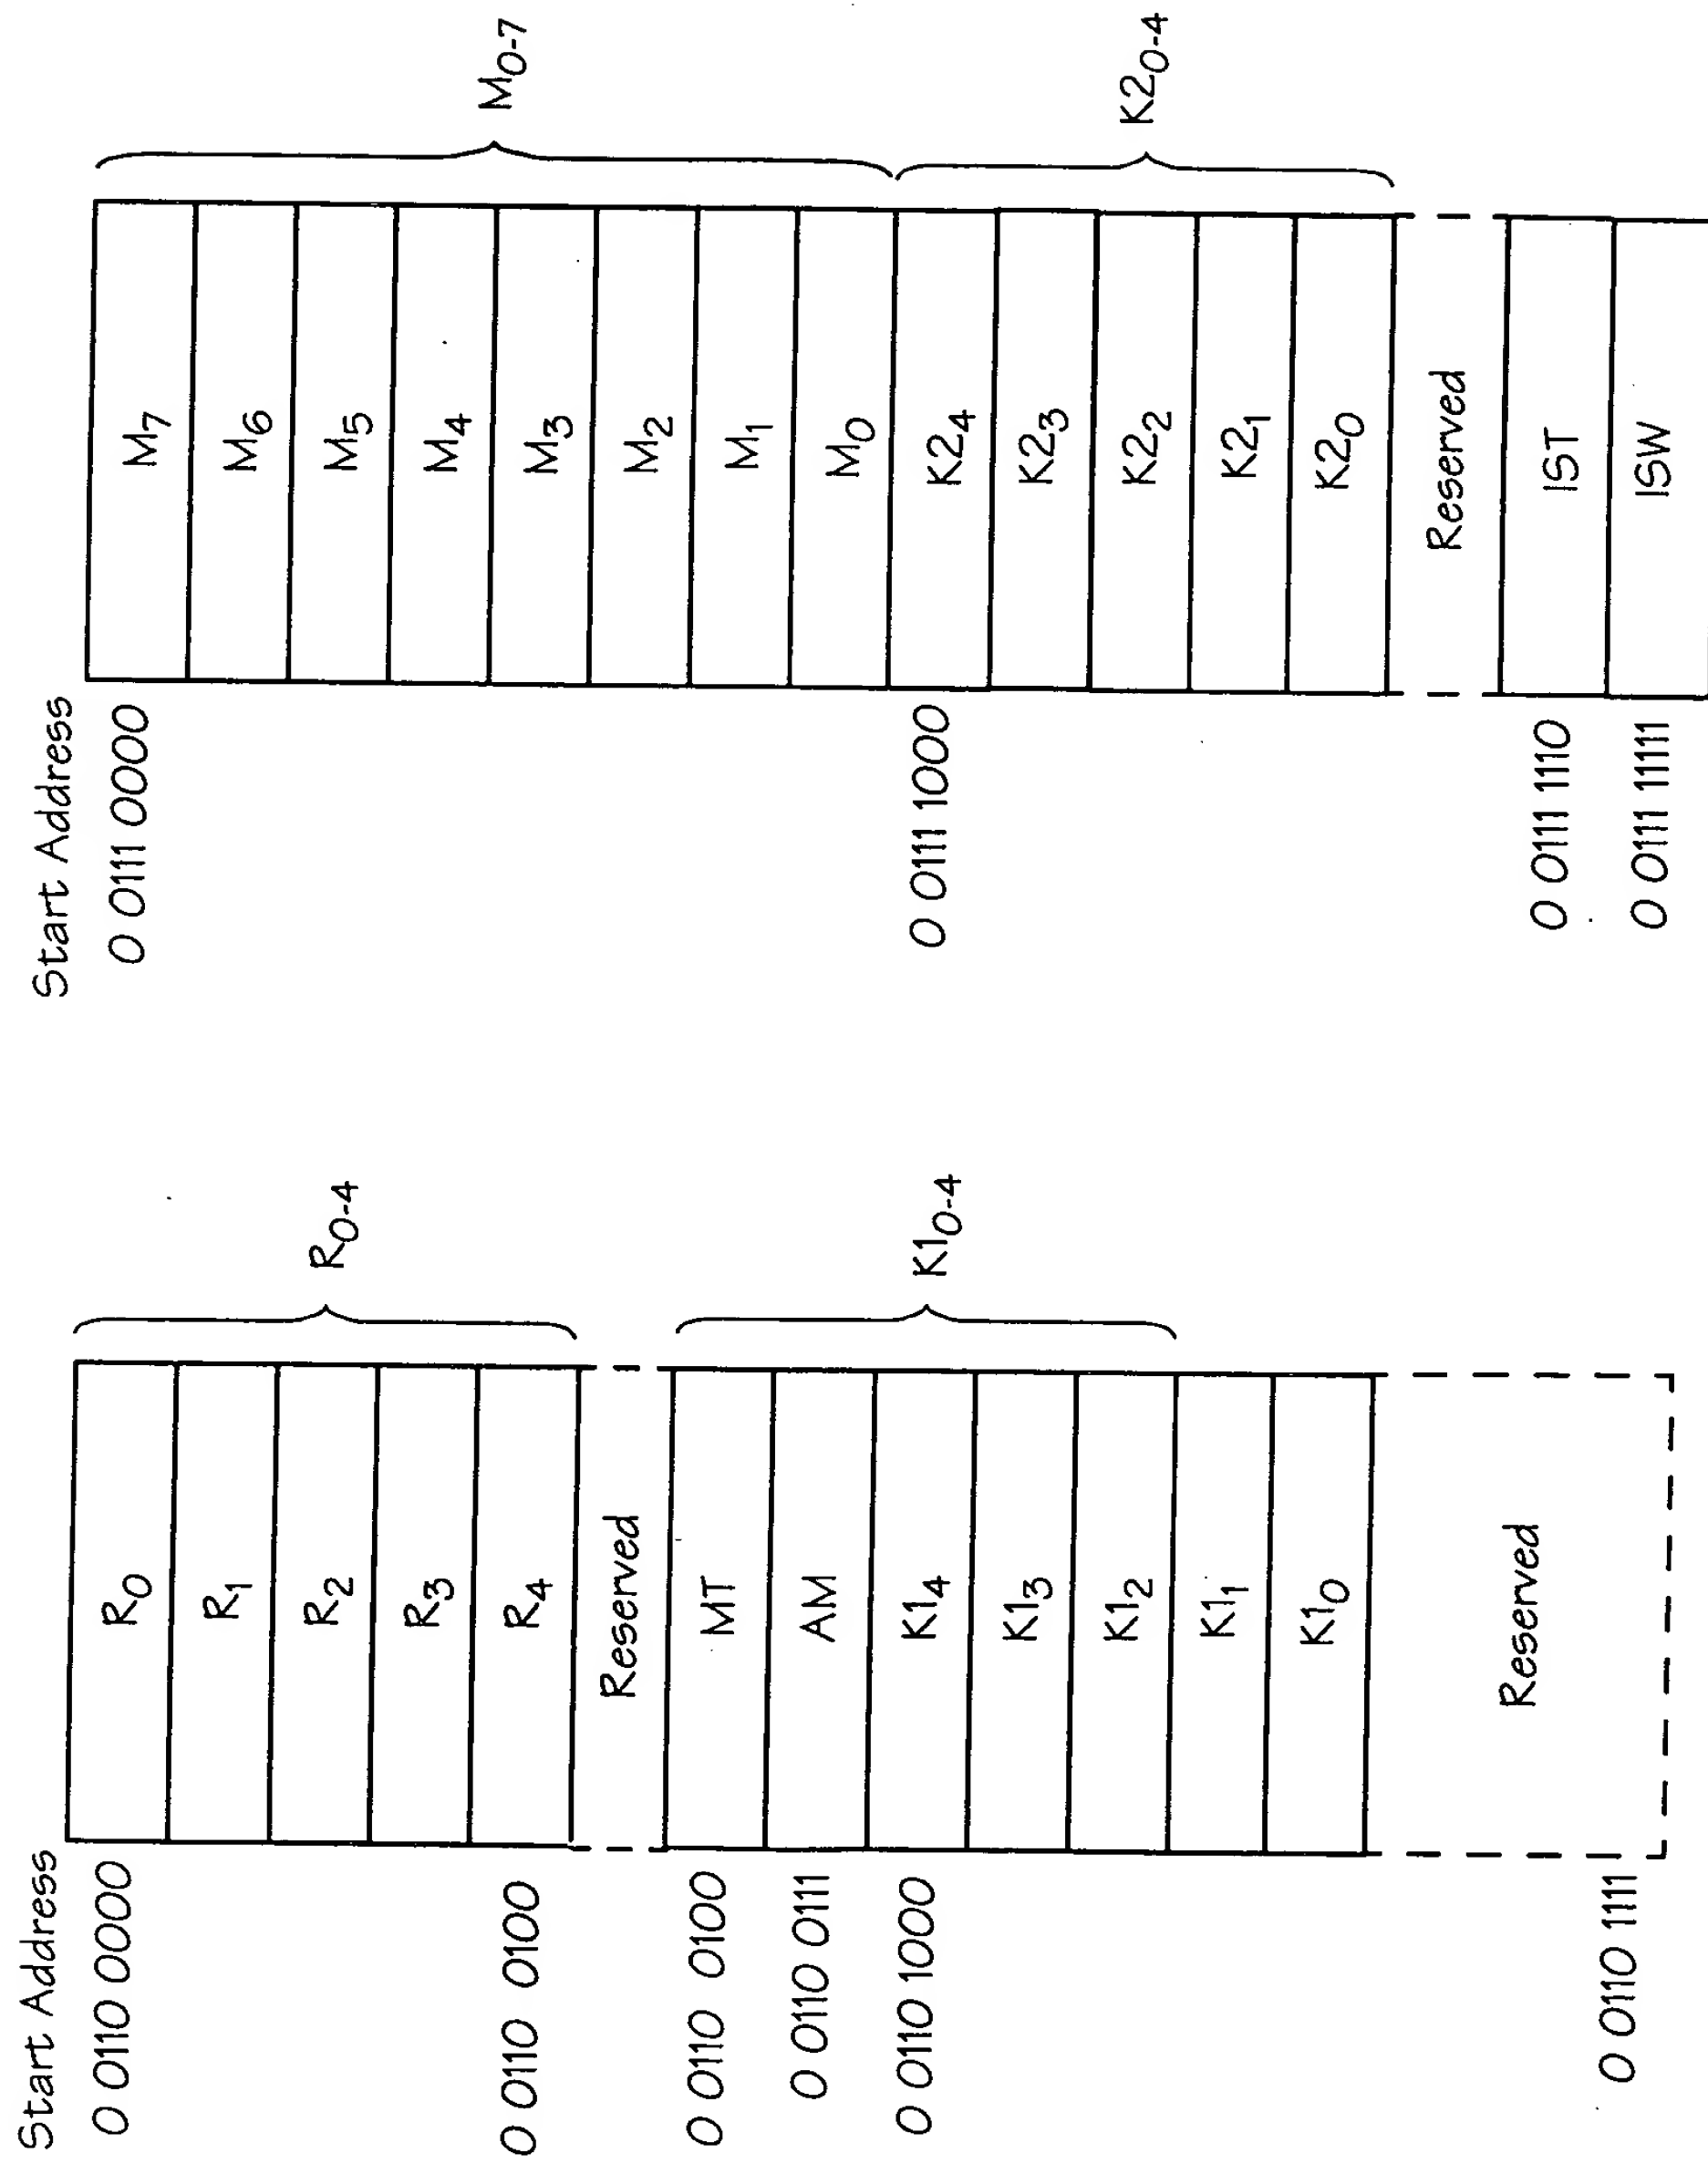 Start Address
0 0110 0000
R0
R1
R2
R3
0 0110 0100
R4
R0-4
Reserved
0 0110 0100
MT
0 0110 0111
AM
0 0110 1000
K14
K13
K12
K11
K10
K10-4
Reserved
0 0110 1111
Start Address
0 0111 0000
M7
M6
M5
M4
M3
M2
M1
M0
M0-7
0 0111 1000
K24
K23
K22
K21
K20
K20-4
Reserved
0 0111 1110
IST
0 0111 11111
ISW